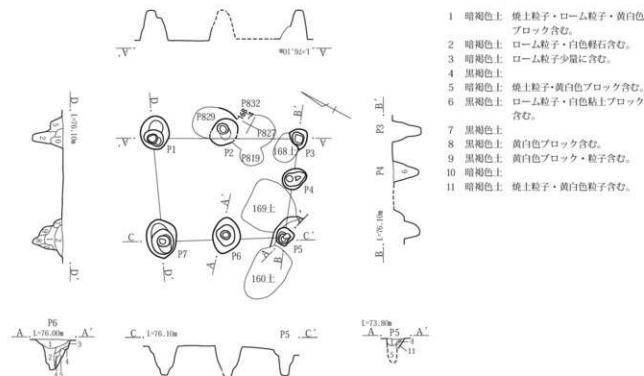 1 暗褐色土 焼土粒子・ローム粒子・黄白色
ブロック含む。
2 暗褐色土 ローム粒子・白色軽石含む。
3 暗褐色土 ローム粒子少量に含む。
4 黒褐色土
5 暗褐色土 焼土粒子・黄白色ブロック含む。
6 黒褐色土 ローム粒子・白色粘土ブロック
含む。
7 黒褐色土
8 黒褐色土 黄白色ブロック含む。
9 黒褐色土 黄白色ブロック・粒子含む。
10 暗褐色土
11 暗褐色土 焼土粒子・黄白色粒子含む。
A
A'
L=76.10m
D
D'
L=76.10m
P829
P832
P827
P819
168土
P1
P2
P3
P4
169土
160土
P7
P6
P5
A
A'
B
B'
C
C'
D
D'
P3
P4
6
B
L=76.10m
P6
A
L=76.00m
A'
C
L=76.10m
P5
C'
L=73.80m
A
P5
A'
11